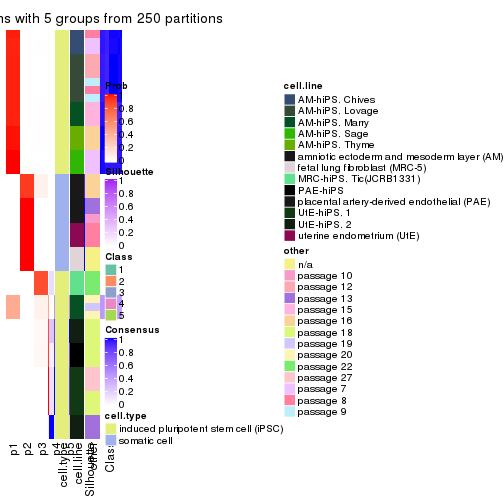 ns with 5 groups from 250 partitions
Prob
0.8
0.6
0.4
0.2
0
Silhouette
1
0.8
0.6
0.4
0.2
0
Class
1
2
3
4
5
Consensus
1
0.8
0.6
0.4
0.2
0
cell.type
induced pluripotent stem cell (iPSC)
somatic cell
cell.line
AM-hiPS. Chives
AM-hiPS. Lovage
AM-hiPS. Marry
AM-hiPS. Sage
AM-hiPS. Thyme
amniotic ectoderm and mesoderm layer (AM)
fetal lung fibroblast (MRC-5)
MRC-hiPS. Tic(JCRB1331)
PAE-hiPS
placental artery-derived endothelial (PAE)
UtE-hiPS. 1
UtE-hiPS. 2
uterine endometrium (UtE)
other
n/a
passage 10
passage 12
passage 13
passage 15
passage 16
passage 18
passage 19
passage 20
passage 22
passage 27
passage 7
passage 8
passage 9
p1
p2
p3
p4
p5
cell.type
cell.line
Silhouette
other
Class